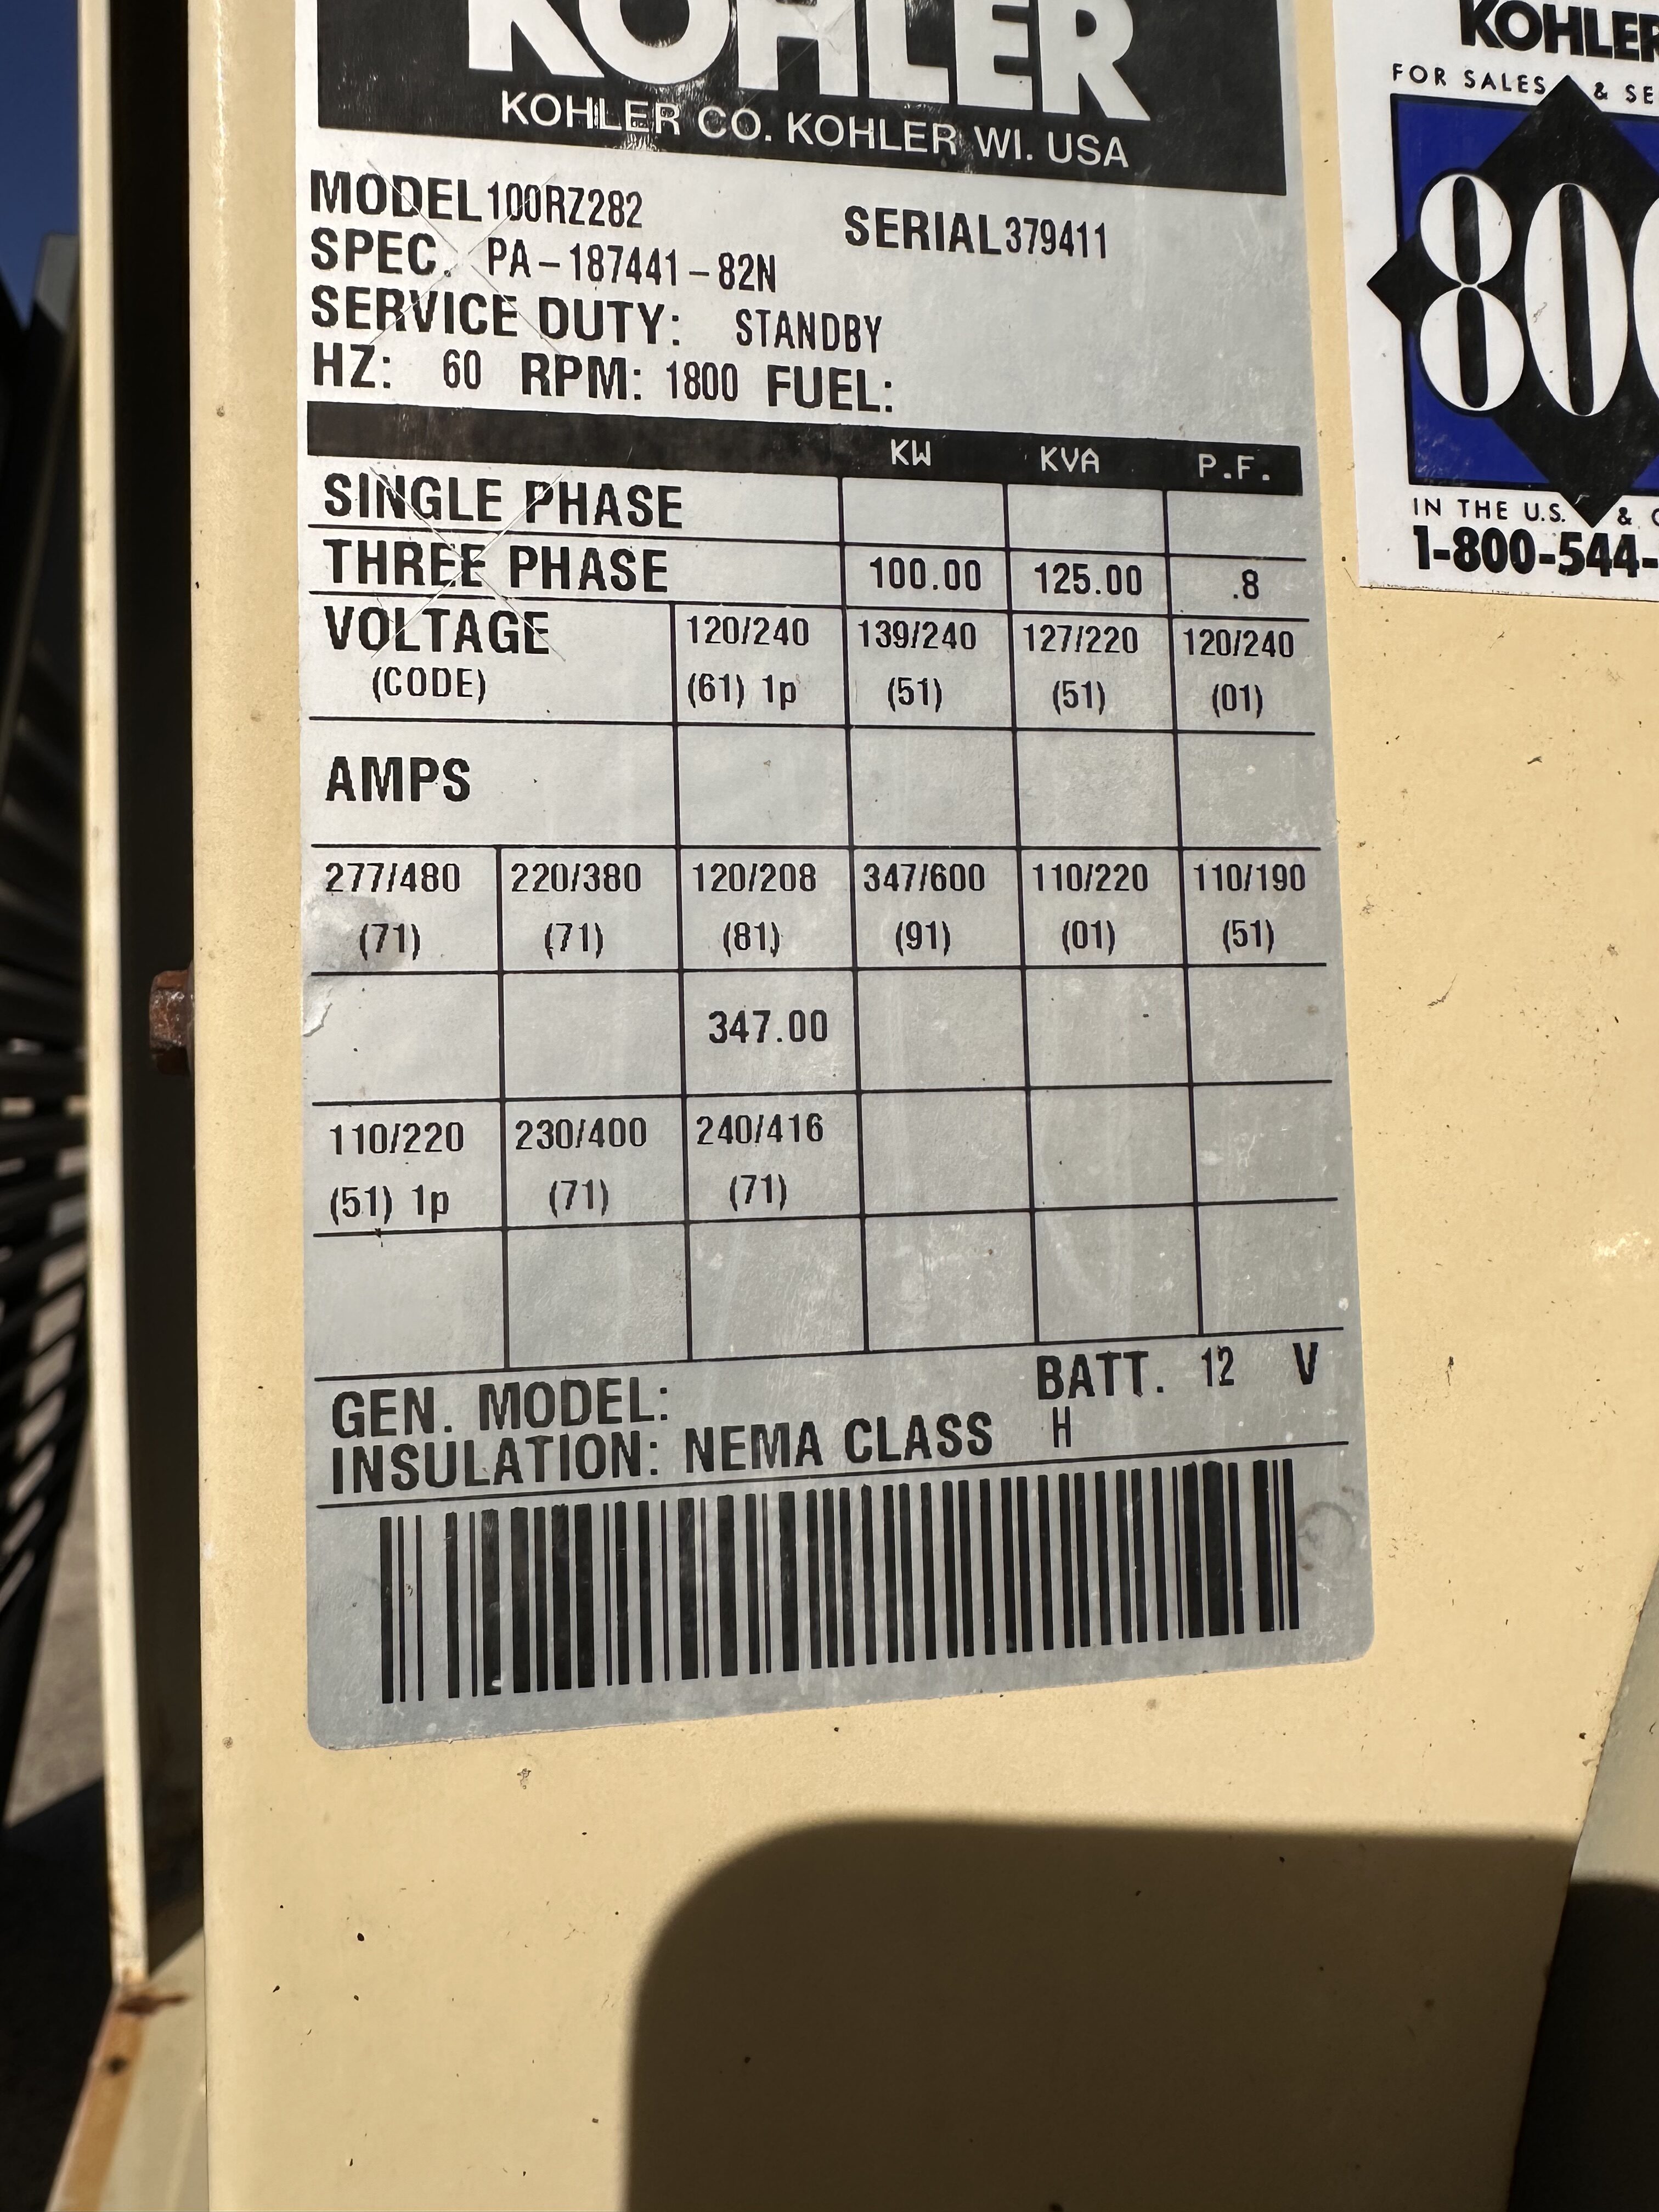 KOHLER
KOHLER CO. KOHLER WI. USA
MODEL 100RZ282
SERIAL 379411
SPEC. PA-187441-82N
SERVICE DUTY: STANDBY
HZ: 60 RPM: 1800 FUEL:
KW KVA P.F.
SINGLE PHASE
THREE PHASE 100.00 125.00 .8
VOLTAGE 120/240 139/240 127/220 120/240
(CODE) (61) 1p (51) (51) (01)
AMPS
277/480 220/380 120/208 347/600 110/220 110/190
(71) (71) (81) (91) (01) (51)
347.00
110/220 230/400 240/416
(51) 1p (71) (71)
GEN. MODEL: BATT. 12 V
INSULATION: NEMA CLASS H
KOHLER
FOR SALES &
800
IN THE U.S. &
1-800-544-